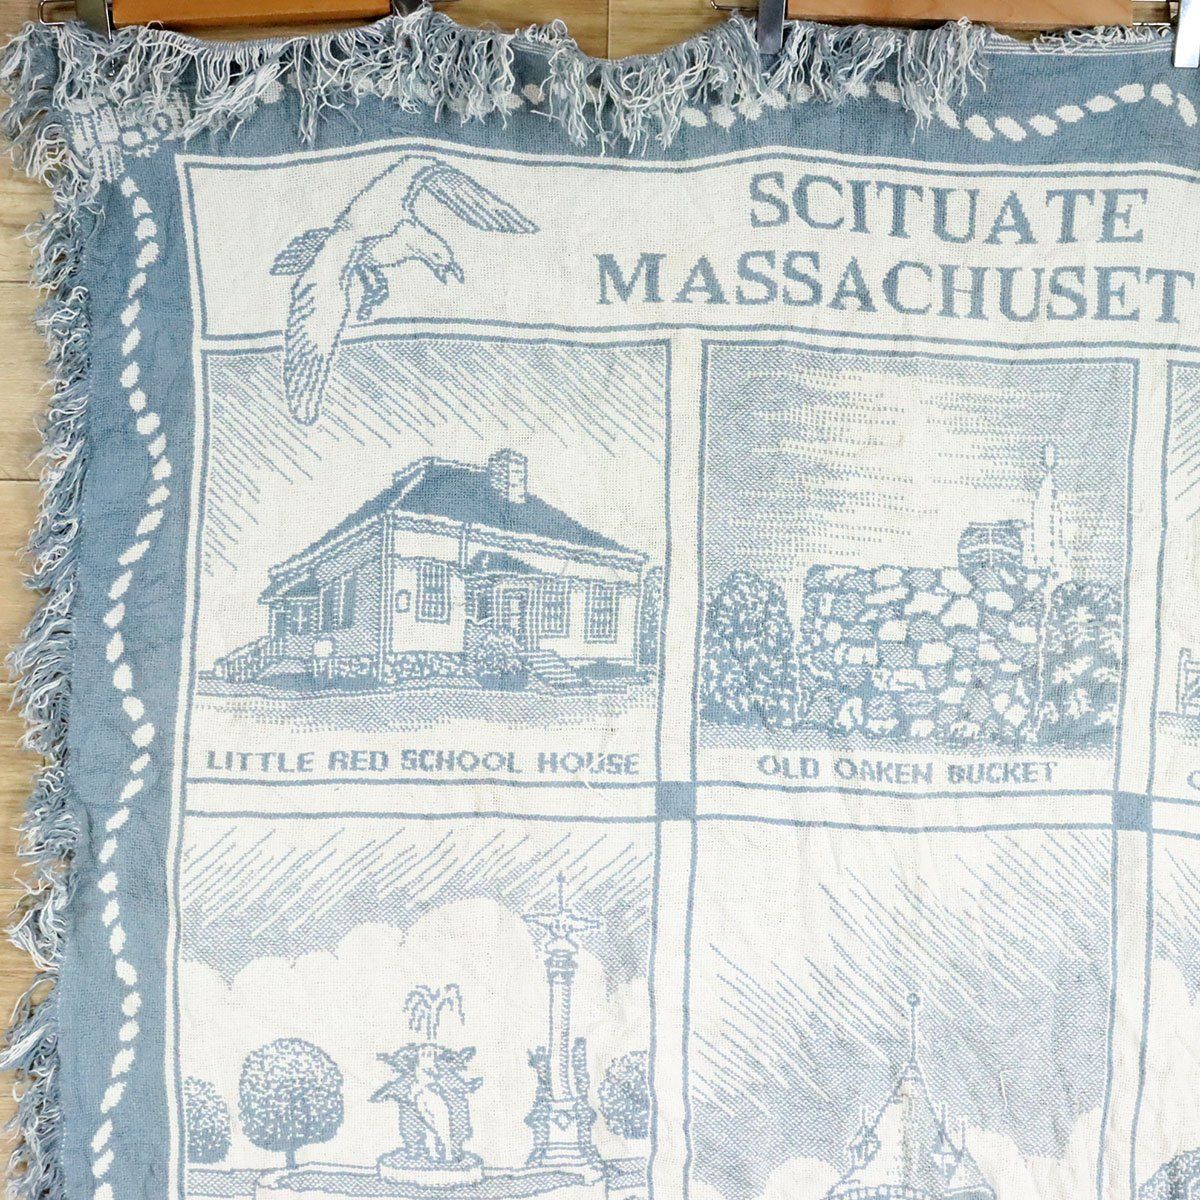 SCITUATE
MASSACHUSET
LITTLE RED SCHOOL HOUSE
OLD OAKEN BUCKET